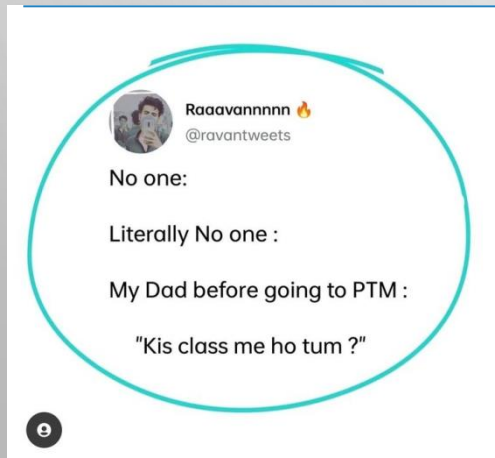 Raaavannnnn 🔥
@ravantweets
No one:
Literally No one :
My Dad before going to PTM :
"Kis class me ho tum ?"